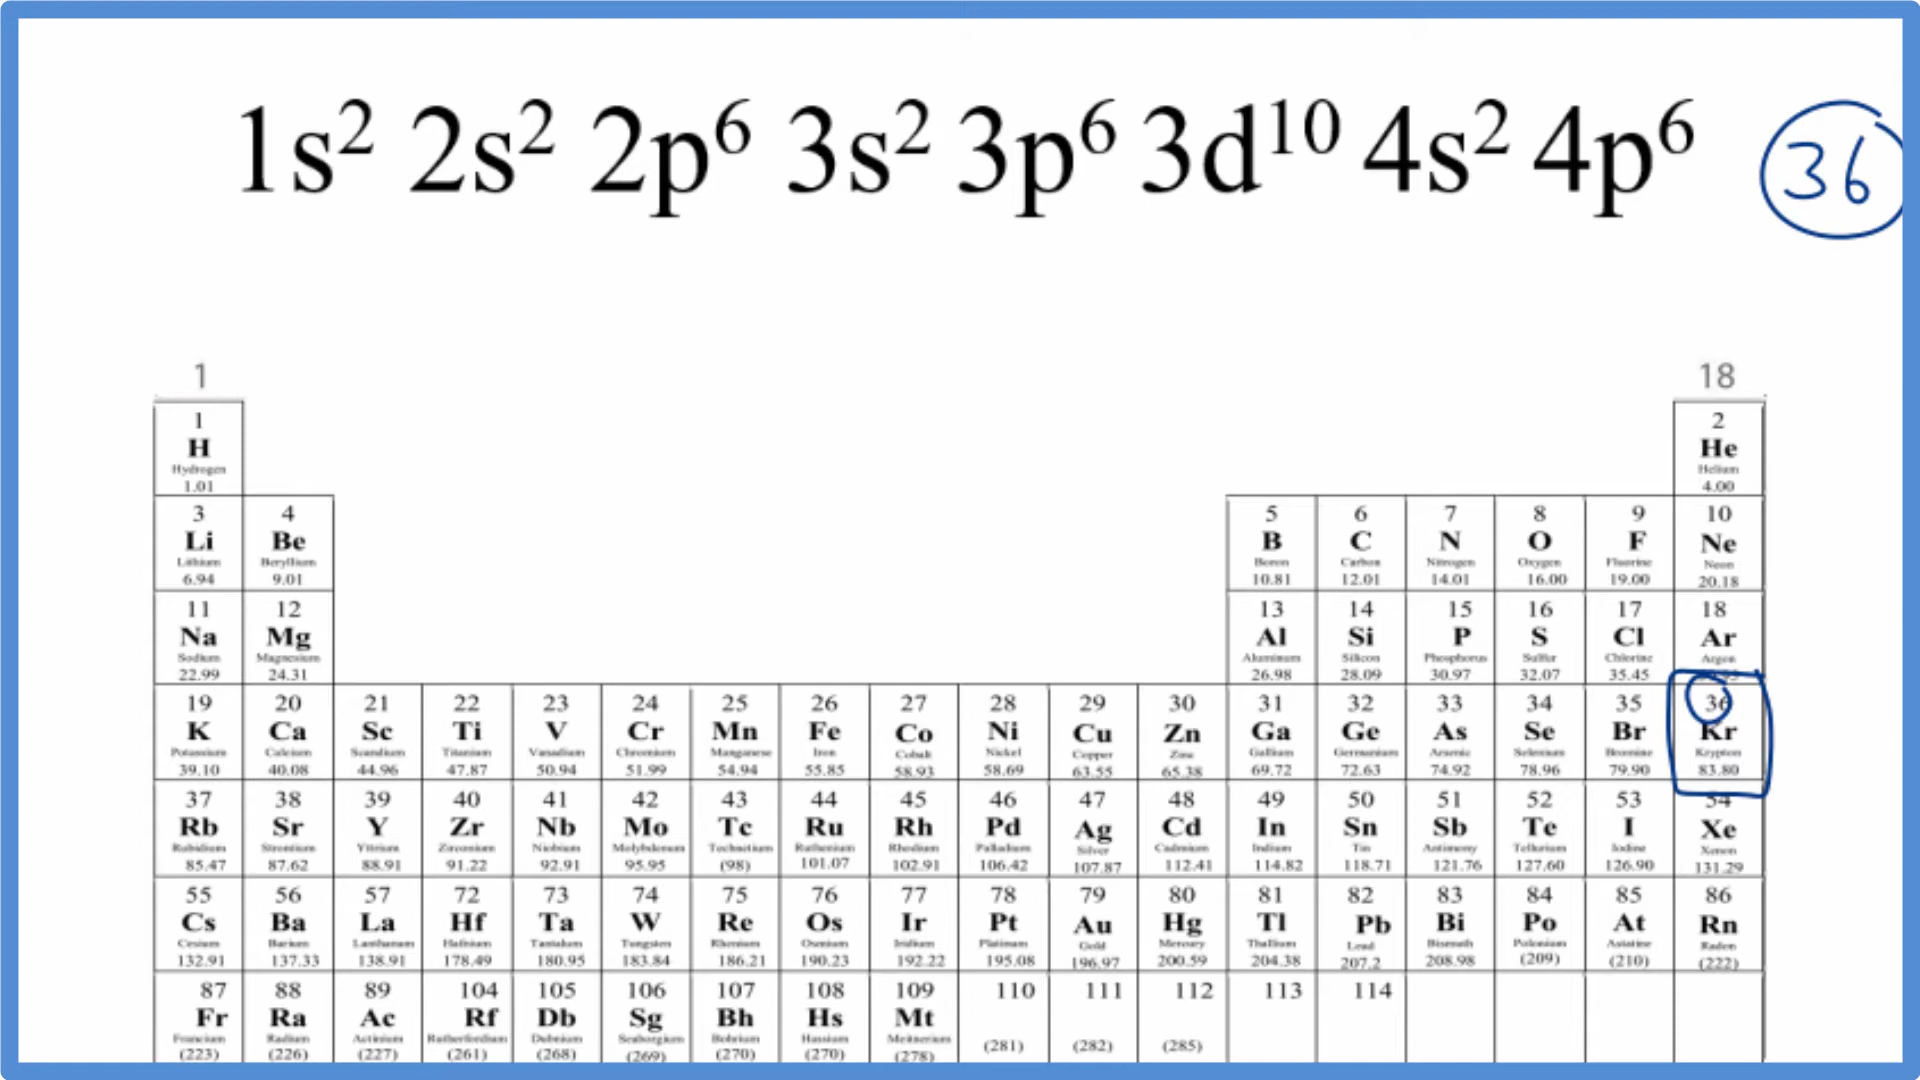 1s² 2s² 2p⁶ 3s² 3p⁶ 3d¹⁰ 4s² 4p⁶ 36
1 18
1 2
H He
Hydrogen Helium
1.01 4.00
3 4 5 6 7 8 9 10
Li Be B C N O F Ne
Lithium Beryllium Boron Carbon Nitrogen Oxygen Fluorine Neon
6.94 9.01 10.81 12.01 14.01 16.00 19.00 20.18
11 12 13 14 15 16 17 18
Na Mg Al Si P S Cl Ar
Sodium Magnesium Aluminum Silicon Phosphorus Sulfur Chlorine Argon
22.99 24.31 26.98 28.09 30.97 32.07 35.45
19 20 21 22 23 24 25 26 27 28 29 30 31 32 33 34 35 36
K Ca Sc Ti V Cr Mn Fe Co Ni Cu Zn Ga Ge As Se Br Kr
Potassium Calcium Scandium Titanium Vanadium Chromium Manganese Iron Cobalt Nickel Copper Zinc Gallium Germanium Arsenic Selenium Bromine Krypton
39.10 40.08 44.96 47.87 50.94 51.99 54.94 55.85 58.93 58.69 63.55 65.38 69.72 72.63 74.92 78.96 79.90 83.80
37 38 39 40 41 42 43 44 45 46 47 48 49 50 51 52 53 54
Rb Sr Y Zr Nb Mo Tc Ru Rh Pd Ag Cd In Sn Sb Te I Xe
Rubidium Strontium Yttrium Zirconium Niobium Molybdenum Technetium Ruthenium Rhodium Palladium Silver Cadmium Indium Tin Antimony Tellurium Iodine Xenon
85.47 87.62 88.91 91.22 92.91 95.95 (98) 101.07 102.91 106.42 107.87 112.41 114.82 118.71 121.76 127.60 126.90 131.29
55 56 57 72 73 74 75 76 77 78 79 80 81 82 83 84 85 86
Cs Ba La Hf Ta W Re Os Ir Pt Au Hg Tl Pb Bi Po At Rn
Cesium Barium Lanthanum Hafnium Tantalum Tungsten Rhenium Osmium Iridium Platinum Gold Mercury Thallium Lead Bismuth Polonium Astatine Radon
132.91 137.33 138.91 178.49 180.95 183.84 186.21 190.23 192.22 195.08 196.97 200.59 204.38 207.2 208.98 (209) (210) (222)
87 88 89 104 105 106 107 108 109 110 111 112 113 114
Fr Ra Ac Rf Db Sg Bh Hs Mt
Francium Radium Actinium Rutherfordium Dubnium Seaborgium Bohrium Hassium Meitnerium
(223) (226) (227) (261) (268) (269) (270) (270) (278) (281) (282) (285)